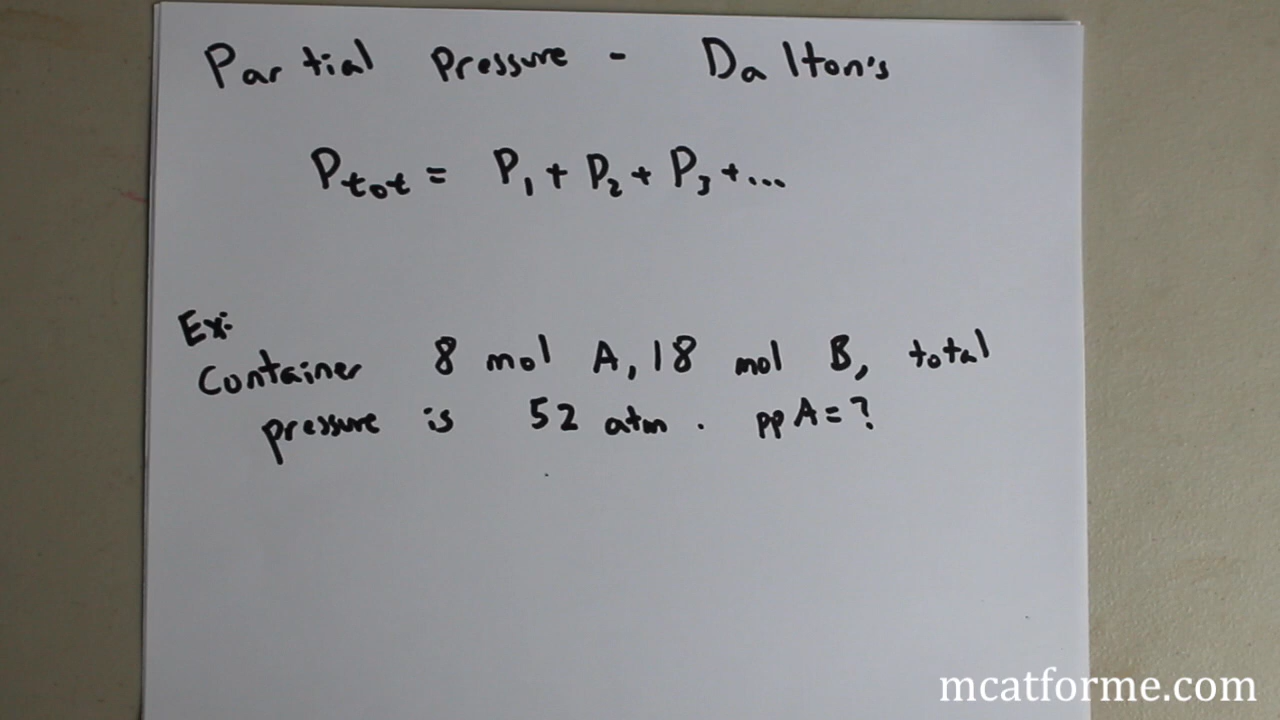 Partial Pressure - Dalton's
Ptot = P1 + P2 + P3 + ...
Ex:
Container 8 mol A, 18 mol B, total
pressure is 52 atm. ppA = ?
mcatforme.com